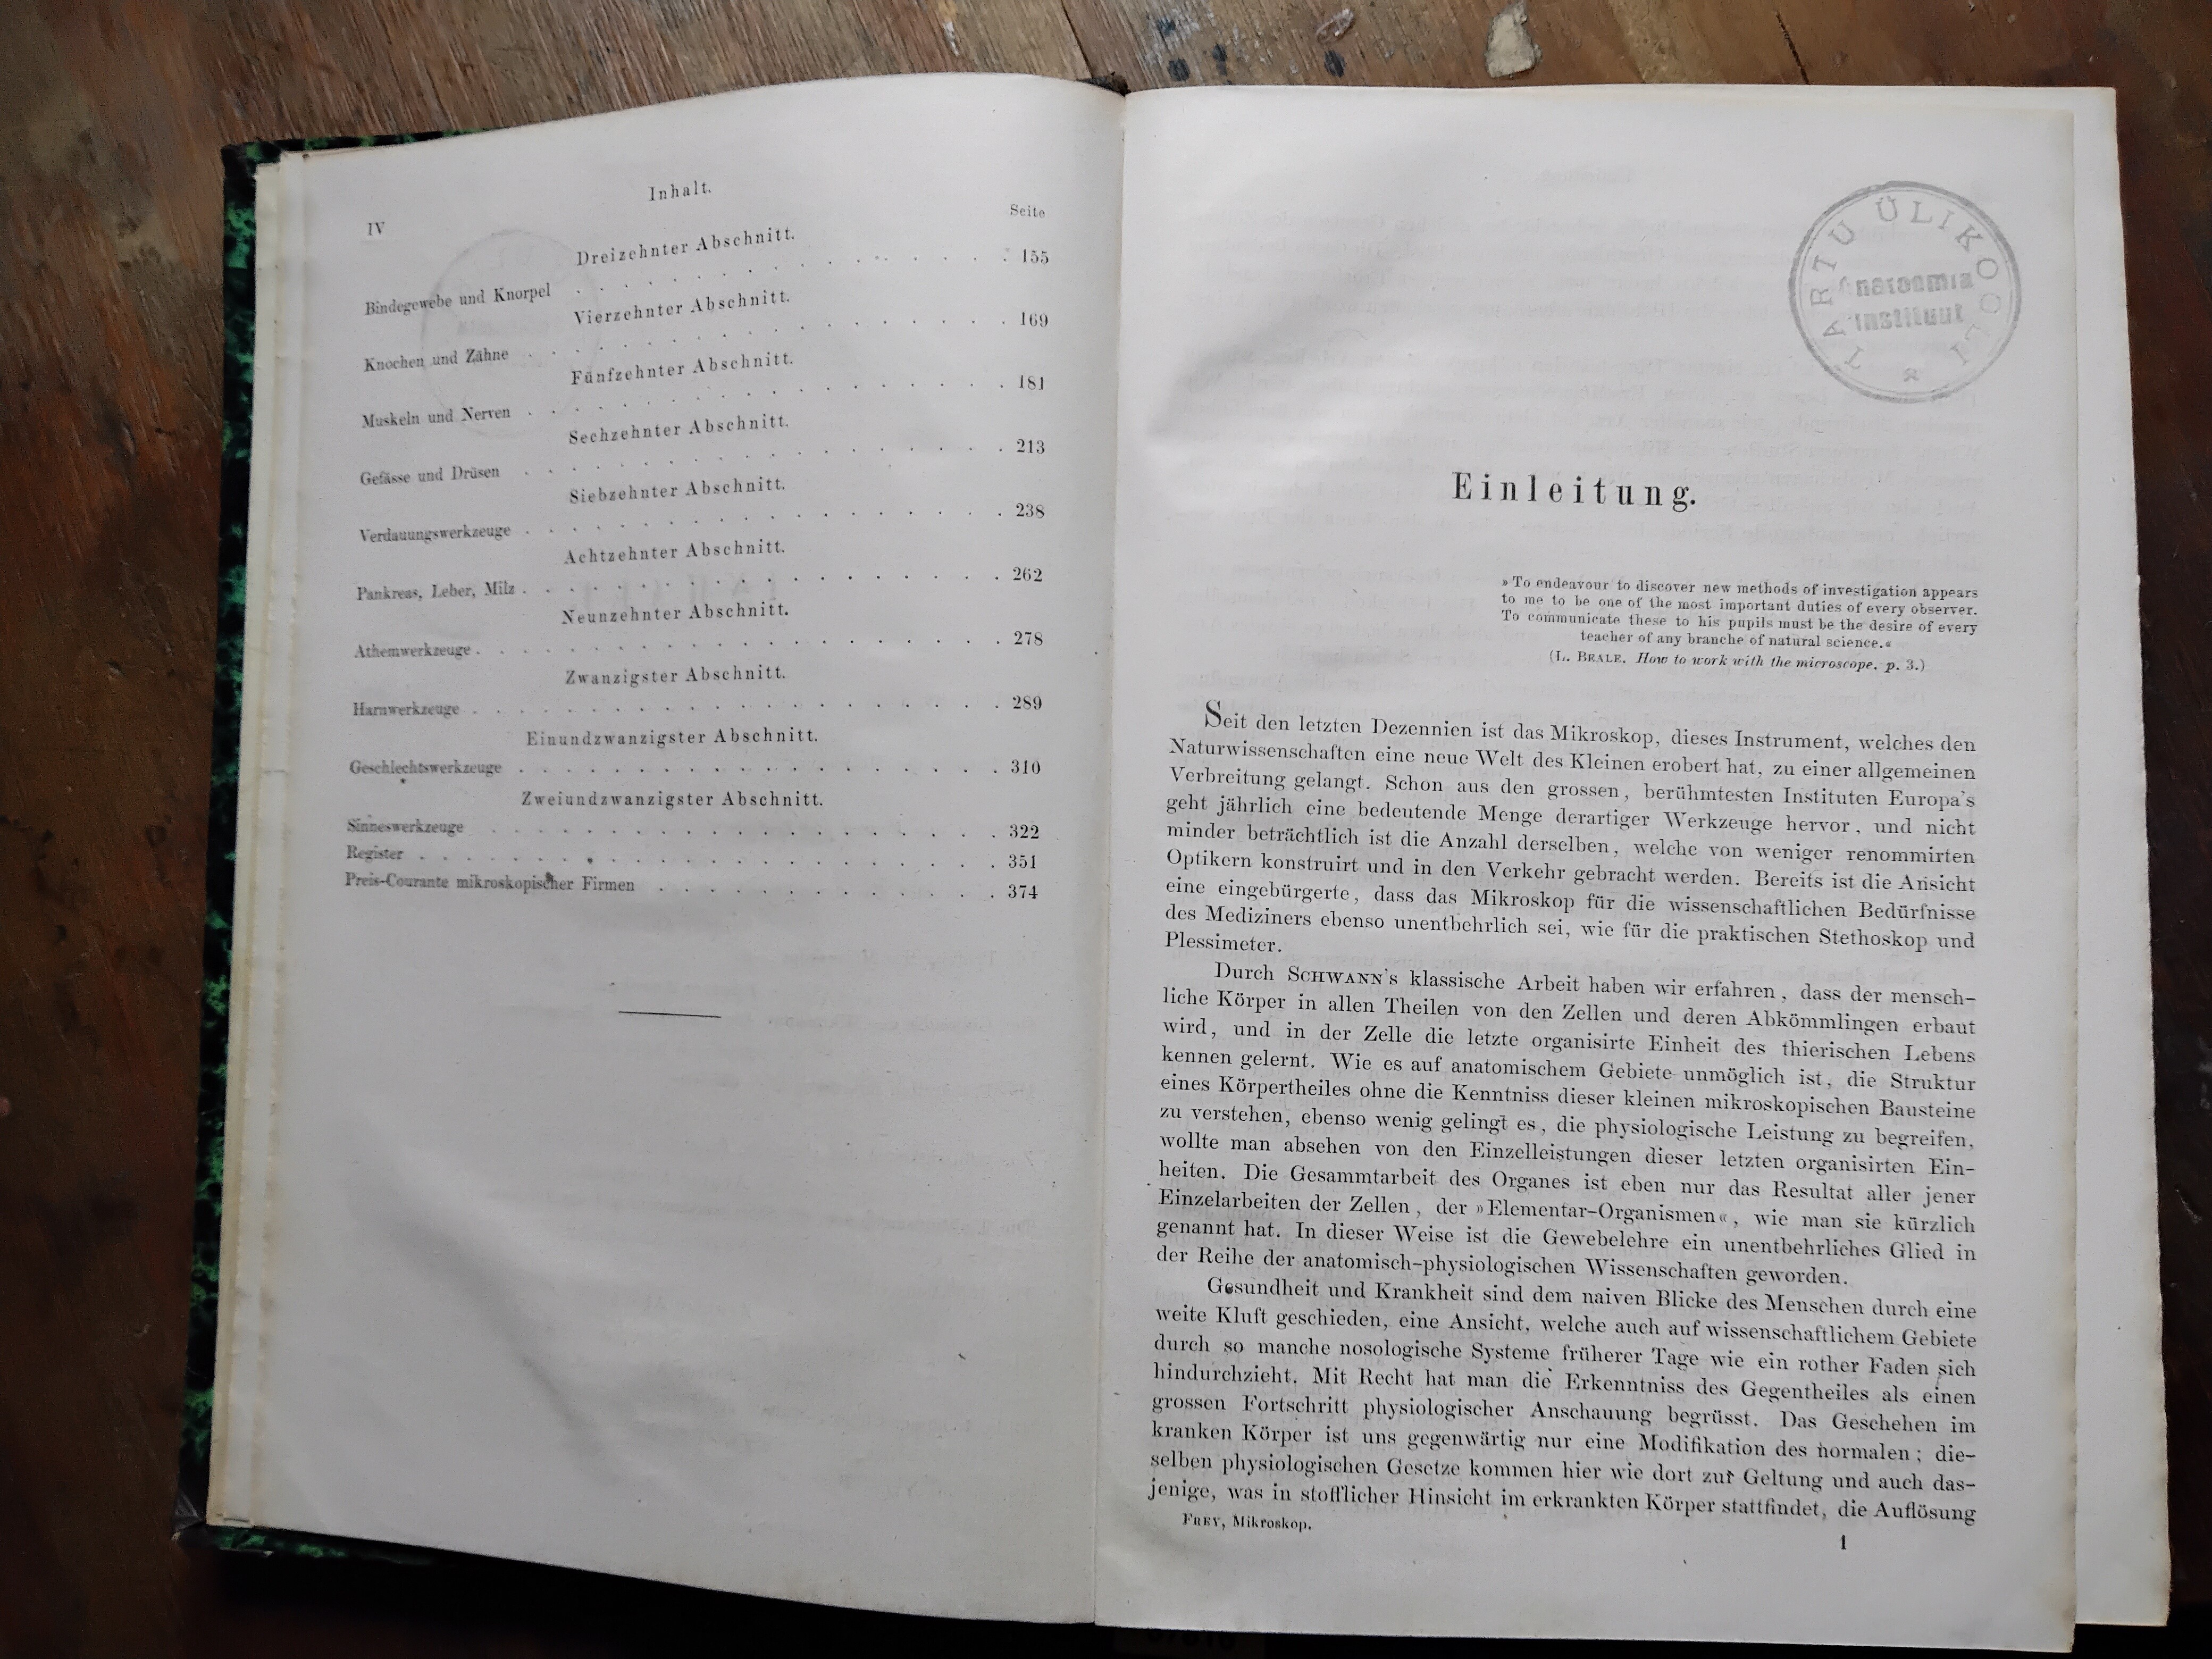 Inhalt.
IV
Seite
Dreizehnter Abschnitt.
Bindegewebe und Knorpel . . . . . . . . . . . . . . 155
Vierzehnter Abschnitt.
Knochen und Zähne . . . . . . . . . . . . . . . . 169
Fünfzehnter Abschnitt.
Muskeln und Nerven . . . . . . . . . . . . . . . . 181
Sechzehnter Abschnitt.
Gefässe und Drüsen . . . . . . . . . . . . . . . . 213
Siebzehnter Abschnitt.
Verdauungswerkzeuge . . . . . . . . . . . . . . . . 238
Achtzehnter Abschnitt.
Pankreas, Leber, Milz . . . . . . . . . . . . . . . . 262
Neunzehnter Abschnitt.
Athemwerkzeuge . . . . . . . . . . . . . . . . . . 278
Zwanzigster Abschnitt.
Harnwerkzeuge . . . . . . . . . . . . . . . . . . 289
Einundzwanzigster Abschnitt.
Geschlechtswerkzeuge . . . . . . . . . . . . . . . . 310
Zweiundzwanzigster Abschnitt.
Sinneswerkzeuge . . . . . . . . . . . . . . . . . 322
Register . . . . . . . . . . . . . . . . . . . . 351
Preis-Courante mikroskopischer Firmen . . . . . . . . . . . 374
TARTU ÜLIKOOLI
Anatoomia
Instituut
Einleitung.
»To endeavour to discover new methods of investigation appears
to me to be one of the most important duties of every observer.
To communicate these to his pupils must be the desire of every
teacher of any branche of natural science.«
(L. BEALE. How to work with the microscope. p. 3.)
Seit den letzten Dezennien ist das Mikroskop, dieses Instrument, welches den
Naturwissenschaften eine neue Welt des Kleinen erobert hat, zu einer allgemeinen
Verbreitung gelangt. Schon aus den grossen, berühmtesten Instituten Europa's
geht jährlich eine bedeutende Menge derartiger Werkzeuge hervor, und nicht
minder beträchtlich ist die Anzahl derselben, welche von weniger renommirten
Optikern konstruirt und in den Verkehr gebracht werden. Bereits ist die Ansicht
eine eingebürgerte, dass das Mikroskop für die wissenschaftlichen Bedürfnisse
des Mediziners ebenso unentbehrlich sei, wie für die praktischen Stethoskop und
Plessimeter.
Durch SCHWANN's klassische Arbeit haben wir erfahren, dass der mensch-
liche Körper in allen Theilen von den Zellen und deren Abkömmlingen erbaut
wird, und in der Zelle die letzte organisirte Einheit des thierischen Lebens
kennen gelernt. Wie es auf anatomischem Gebiete unmöglich ist, die Struktur
eines Körpertheiles ohne die Kenntniss dieser kleinen mikroskopischen Bausteine
zu verstehen, ebenso wenig gelingt es, die physiologische Leistung zu begreifen,
wollte man absehen von den Einzelleistungen dieser letzten organisirten Ein-
heiten. Die Gesammtarbeit des Organes ist eben nur das Resultat aller jener
Einzelarbeiten der Zellen, der »Elementar-Organismen«, wie man sie kürzlich
genannt hat. In dieser Weise ist die Gewebelehre ein unentbehrliches Glied in
der Reihe der anatomisch-physiologischen Wissenschaften geworden.
Gesundheit und Krankheit sind dem naiven Blicke des Menschen durch eine
weite Kluft geschieden, eine Ansicht, welche auch auf wissenschaftlichem Gebiete
durch so manche nosologische Systeme früherer Tage wie ein rother Faden sich
hindurchzieht. Mit Recht hat man die Erkenntniss des Gegentheiles als einen
grossen Fortschritt physiologischer Anschauung begrüsst. Das Geschehen im
kranken Körper ist uns gegenwärtig nur eine Modifikation des normalen; die-
selben physiologischen Gesetze kommen hier wie dort zur Geltung und auch das-
jenige, was in stofflicher Hinsicht im erkrankten Körper stattfindet, die Auflösung
FREY, Mikroskop.
1